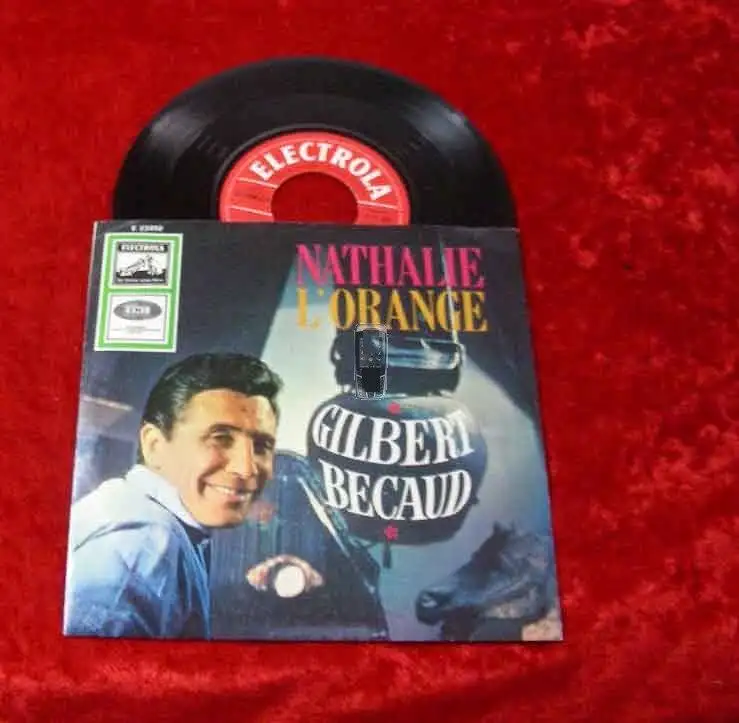 ELECTROLA
ELECTROLA
NATHALIE
L'ORANGE
GILBERT
BECAUD